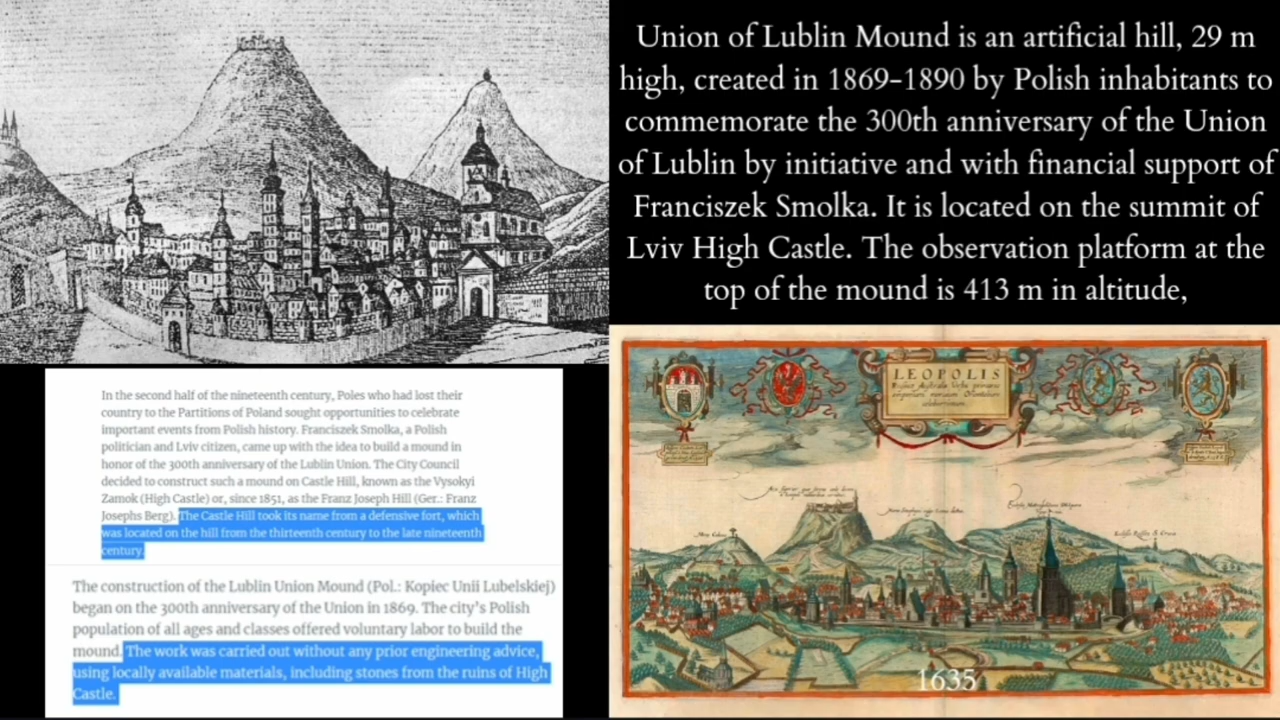 Union of Lublin Mound is an artificial hill, 29 m
high, created in 1869-1890 by Polish inhabitants to
commemorate the 300th anniversary of the Union
of Lublin by initiative and with financial support of
Franciszek Smolka. It is located on the summit of
Lviv High Castle. The observation platform at the
top of the mound is 413 m in altitude,
In the second half of the nineteenth century, Poles who had lost their
country to the Partitions of Poland sought opportunities to celebrate
important events from Polish history. Franciszek Smolka, a Polish
politician and Lviv citizen, came up with the idea to build a mound in
honor of the 300th anniversary of the Lublin Union. The City Council
decided to construct such a mound on Castle Hill, known as the Vysokyi
Zamok (High Castle) or, since 1851, as the Franz Joseph Hill (Ger.: Franz
Josephs Berg). The Castle Hill took its name from a defensive fort, which
was located on the hill from the thirteenth century to the late nineteenth
century.
The construction of the Lublin Union Mound (Pol.: Kopiec Unii Lubelskiej)
began on the 300th anniversary of the Union in 1869. The city's Polish
population of all ages and classes offered voluntary labor to build the
mound. The work was carried out without any prior engineering advice,
using locally available materials, including stones from the ruins of High
Castle.
LEOPOLIS
1635